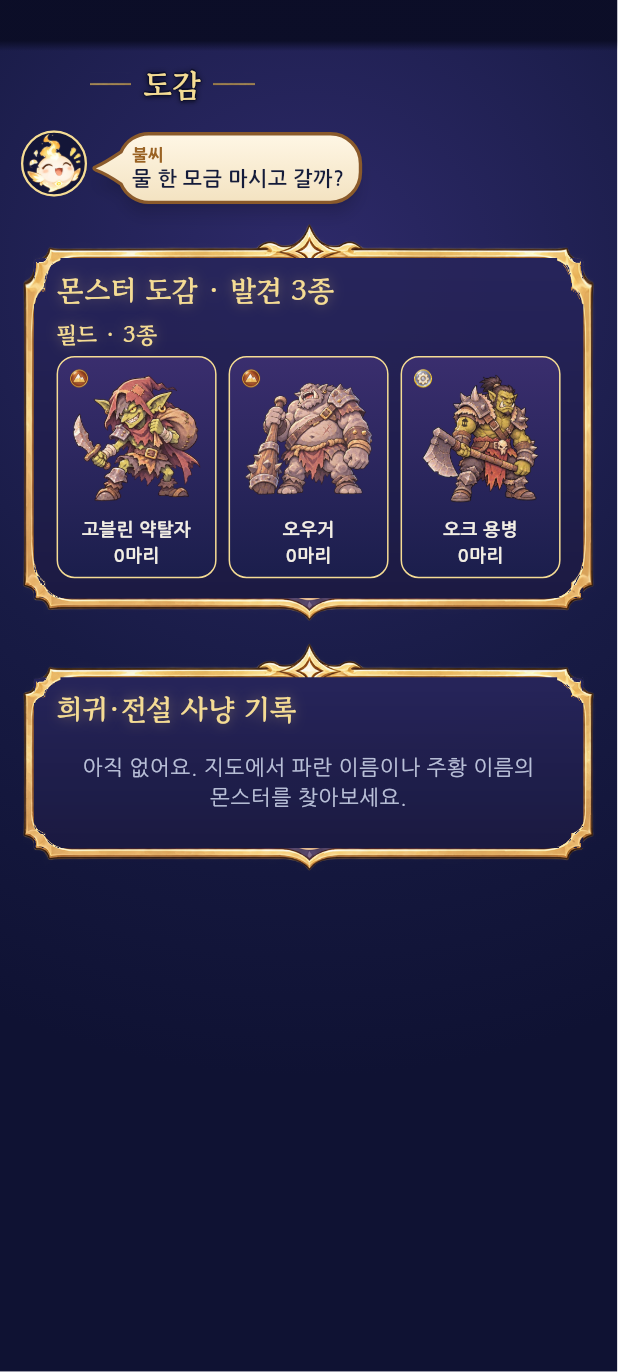 도감
불씨
물 한 모금 마시고 갈까?
몬스터 도감 · 발견 3종
필드 · 3종
고블린 약탈자
0마리
오우거
0마리
오크 용병
0마리
희귀·전설 사냥 기록
아직 없어요. 지도에서 파란 이름이나 주황 이름의
몬스터를 찾아보세요.